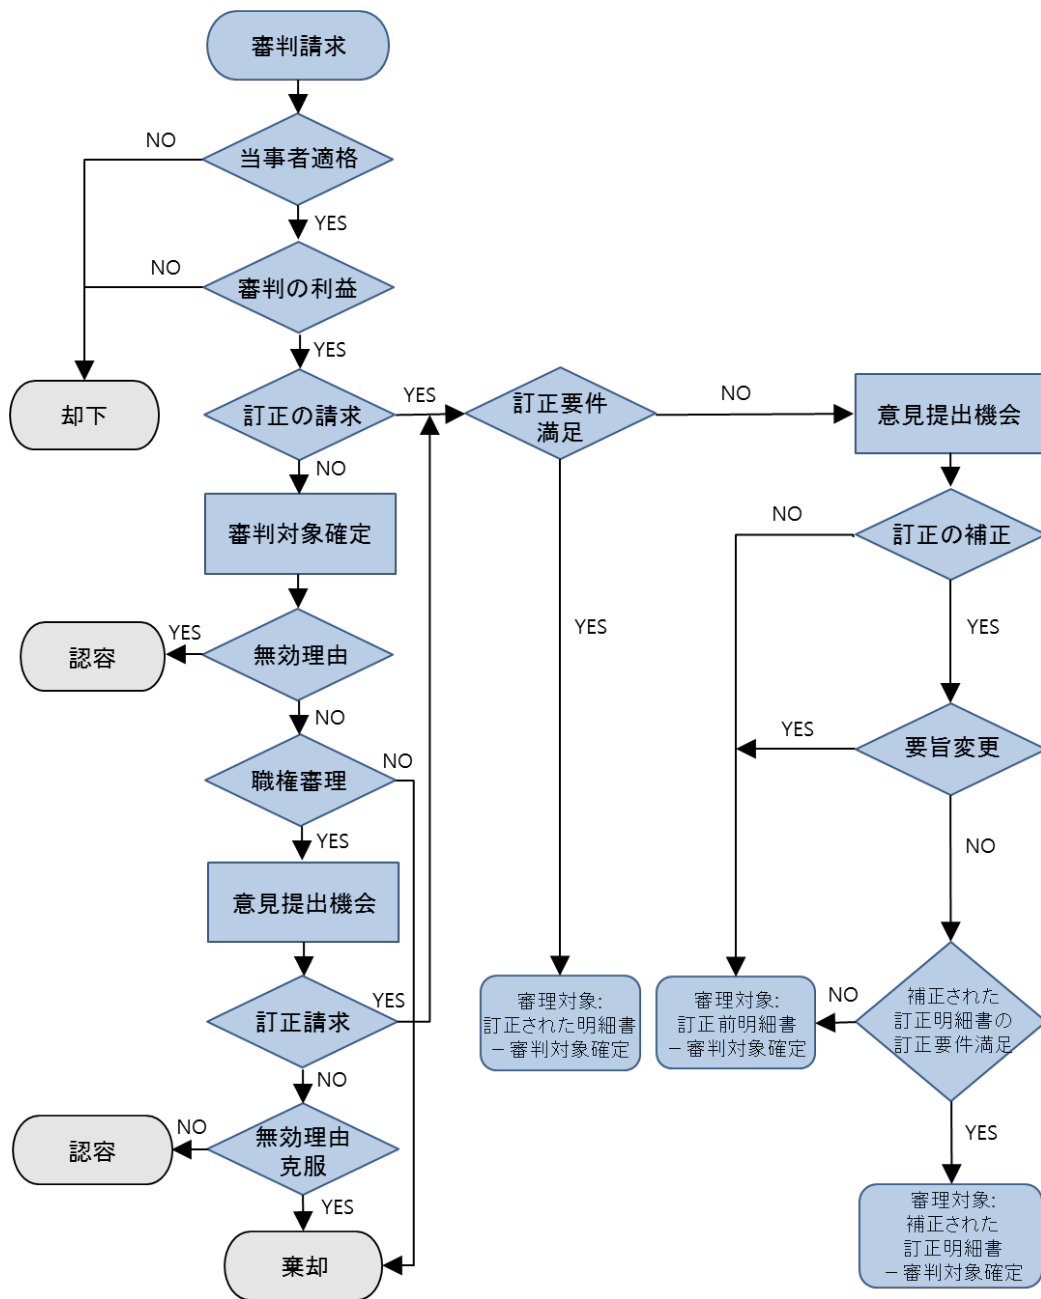 審判請求
NO
当事者適格
YES
NO
審判の利益
YES
却下
訂正の請求
YES
訂正要件
満足
NO
意見提出機会
NO
審判対象確定
NO
訂正の補正
YES
認容
無効理由
YES
YES
NO
YES
要旨変更
職権審理
NO
YES
NO
意見提出機会
訂正請求
YES
審理対象:
訂正された明細書
－審判対象確定
審理対象:
訂正前明細書
－審判対象確定
NO
補正された
訂正明細書の
訂正要件満足
NO
認容
NO
無効理由
克服
YES
YES
棄却
審理対象:
補正された
訂正明細書
－審判対象確定